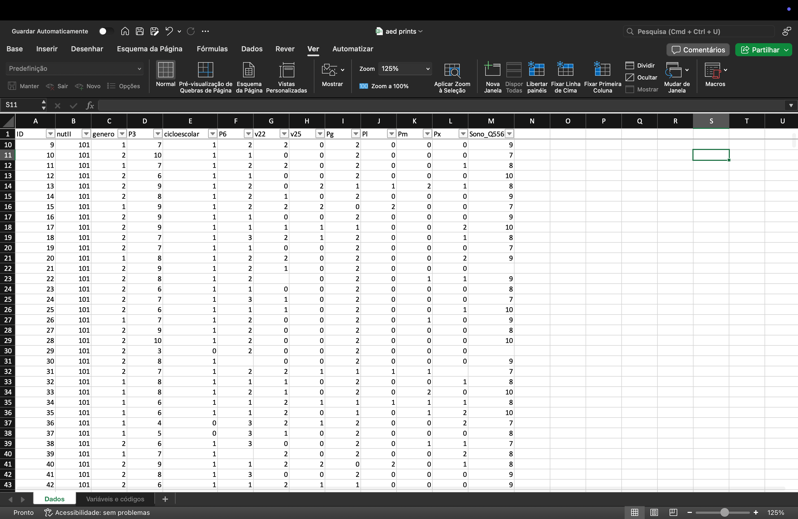 Guardar Automaticamente
aed prints
Pesquisa (Cmd + Ctrl + U)
Base Inserir Desenhar Esquema da Página Fórmulas Dados Rever Ver Automatizar
Comentários Partilhar
Predefinição
Manter Sair Novo Opções
Normal
Pré-visualização de Quebras de Página
Esquema da Página
Vistas Personalizadas
Mostrar
Zoom 125%
Zoom a 100%
Aplicar Zoom à Seleção
Nova Janela
Dispor Todas
Libertar painéis
Fixar Linha de Cima
Fixar Primeira Coluna
Dividir
Ocultar
Mostrar
Mudar de Janela
Macros
S11 fx
A B C D E F G H I J K L M N O P Q R S T U
1 ID nutII genero P3 cicloescolar P6 v22 v25 Pg Pl Pm Px Sono_Q556
10 9 101 1 7 1 2 2 0 2 0 0 0 9
11 10 101 2 10 1 1 0 0 2 0 0 0 7
12 11 101 1 7 1 2 2 0 2 0 0 1 8
13 12 101 2 6 1 1 0 0 2 0 0 0 10
14 13 101 2 9 1 2 0 2 1 1 2 1 8
15 14 101 2 8 1 2 1 0 2 0 0 0 9
16 15 101 1 9 1 2 2 2 0 2 0 0 7
17 16 101 2 9 1 1 0 0 2 0 0 0 9
18 17 101 2 9 1 1 1 1 1 0 0 2 10
19 18 101 2 7 1 3 2 1 2 0 0 1 8
20 19 101 2 7 1 1 0 0 2 0 0 0 7
21 20 101 1 8 1 2 2 0 2 0 0 2 9
22 21 101 2 9 1 2 1 0 2 0 0 0
23 22 101 2 8 1 2 0 2 0 1 1 9
24 23 101 2 6 1 1 0 0 2 0 0 0 8
25 24 101 2 7 1 3 1 0 2 0 0 0 7
26 25 101 2 6 1 1 1 0 2 0 0 1 10
27 26 101 1 7 1 2 0 0 2 0 1 0 9
28 27 101 2 9 1 2 0 0 2 0 0 0 8
29 28 101 2 10 1 2 0 0 2 0 0 0 10
30 29 101 2 3 0 2 0 0 2 0 0 0
31 30 101 2 8 1 0 0 2 0 0 0 9
32 31 101 2 7 1 2 2 1 1 1 1 7
33 32 101 1 8 1 1 1 0 2 0 0 1 8
34 33 101 1 8 1 2 1 0 2 0 2 0 10
35 34 101 1 6 1 1 2 1 1 1 1 1 8
36 35 101 1 6 1 1 2 0 2 0 1 2 10
37 36 101 1 4 0 3 2 1 2 0 0 2 7
38 37 101 1 5 0 3 1 0 2 0 0 0 8
39 38 101 2 6 1 3 0 0 2 0 1 1 7
40 39 101 1 7 1 2 0 2 0 0 2 8
41 40 101 2 9 1 1 2 2 0 2 0 1 8
42 41 101 2 8 1 3 0 0 2 0 0 0 9
43 42 101 2 6 1 1 2 1 1 0 0 0 9
Dados Variáveis e códigos +
Pronto Acessibilidade: sem problemas 125%